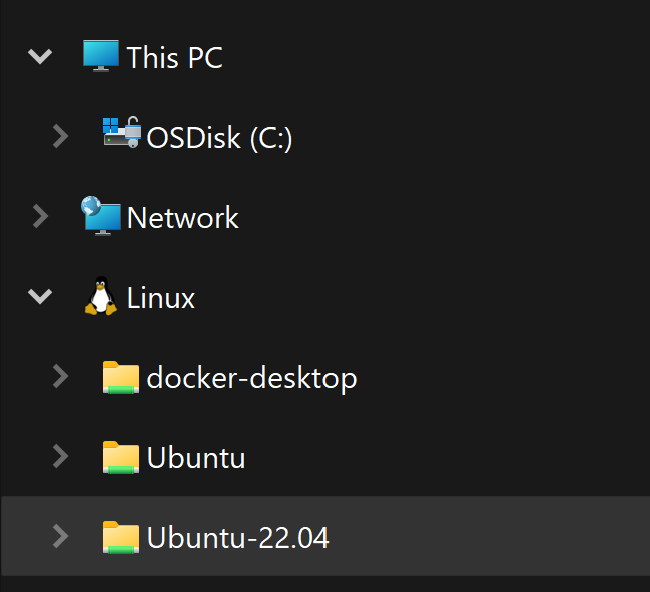 This PC
OSDisk (C:)
Network
Linux
docker-desktop
Ubuntu
Ubuntu-22.04